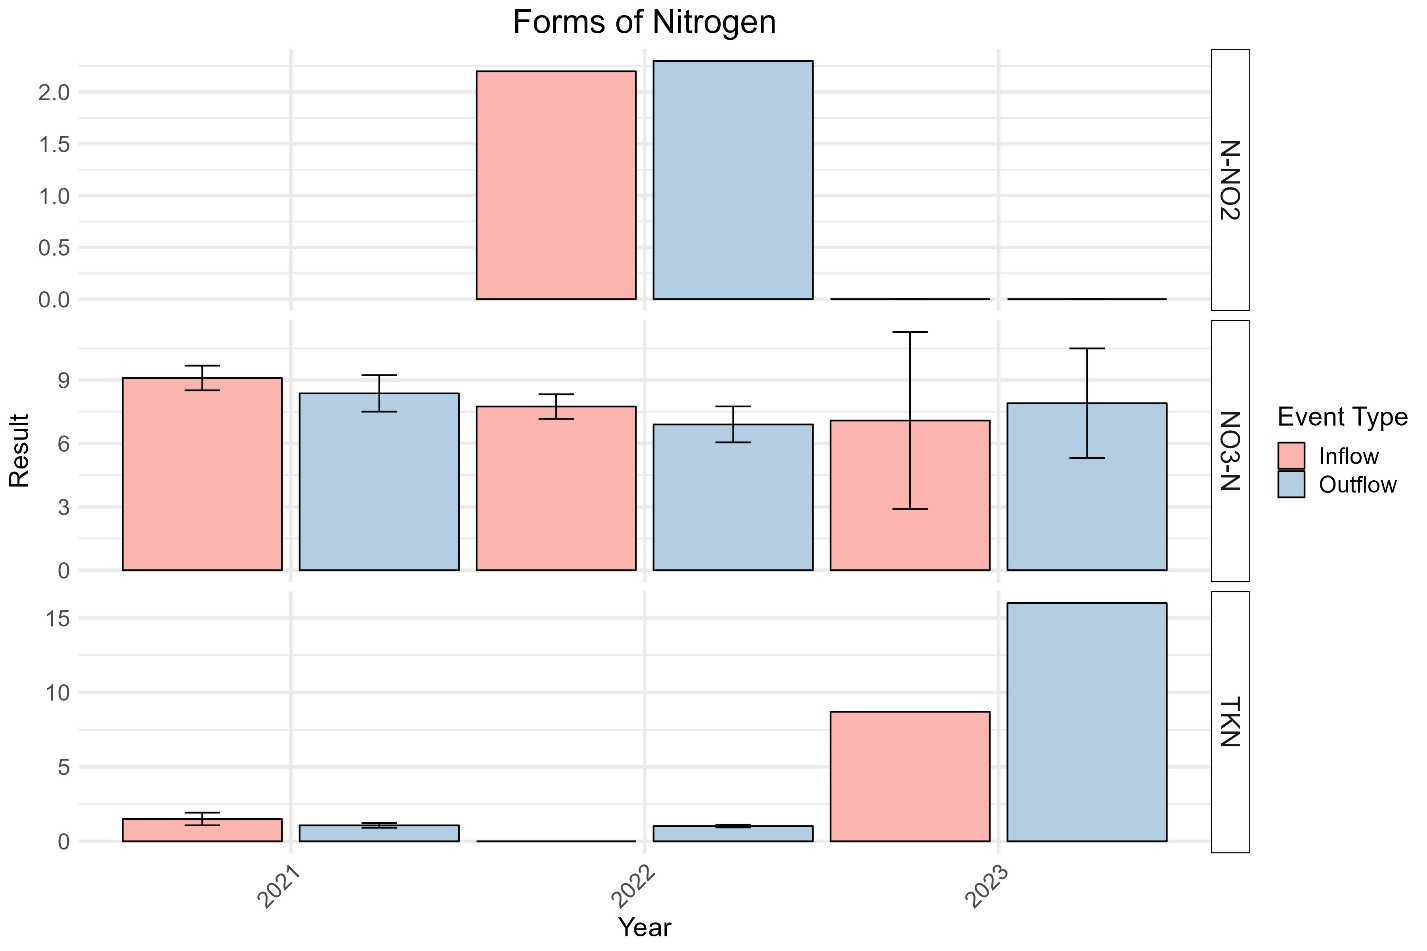 Forms of Nitrogen
2.0
1.5
1.0
0.5
0.0
N-NO2
9
6
3
0
NO3-N
15
10
5
0
TKN
Result
2021
2022
2023
Year
Event Type
Inflow
Outflow